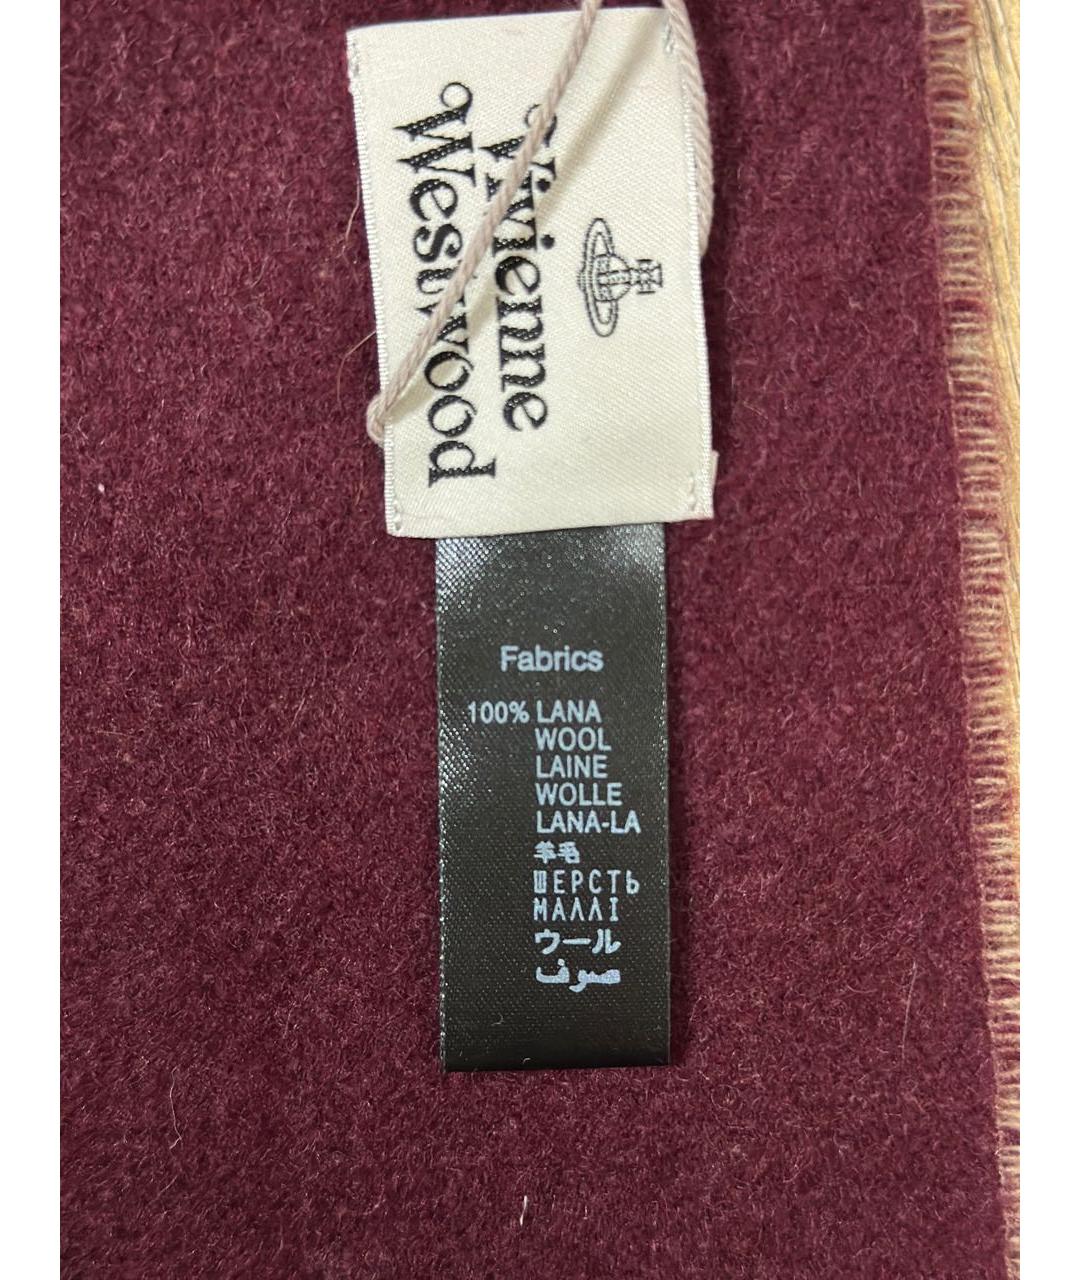 Vivienne
Westwood
Fabrics
100% LANA
WOOL
LAINE
WOLLE
LANA-LA
羊毛
ШЕРСТЬ
ΜΑΛΛΙ
ウール
صوف